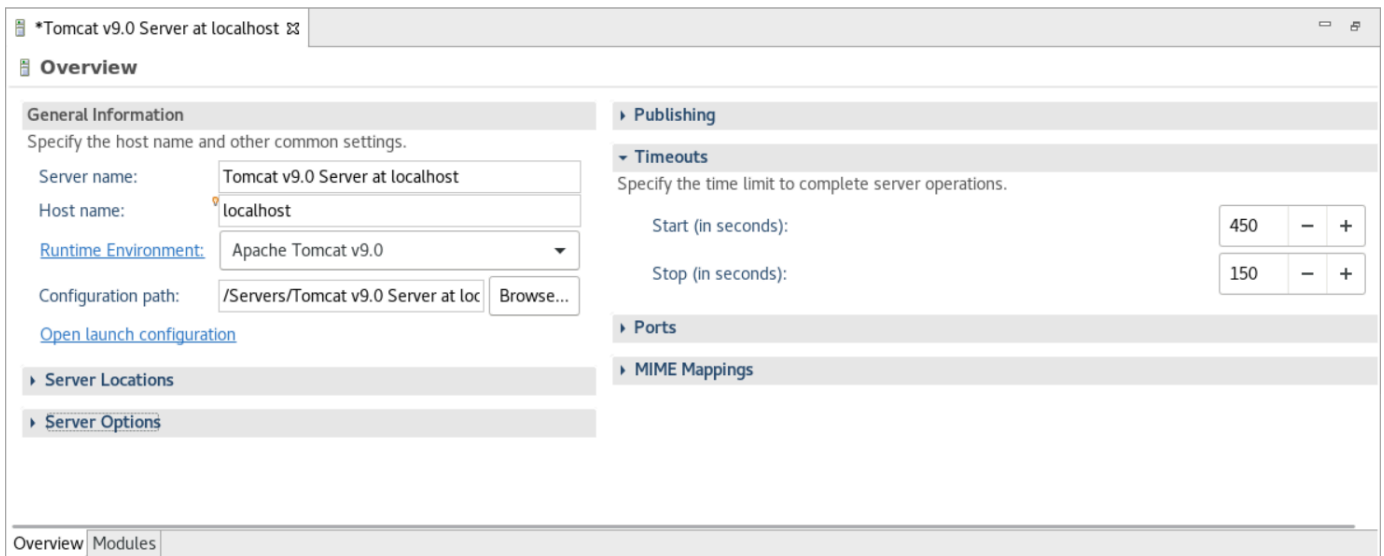 *Tomcat v9.0 Server at localhost
Overview
General Information
Specify the host name and other common settings.
Server name: Tomcat v9.0 Server at localhost
Host name: localhost
Runtime Environment: Apache Tomcat v9.0
Configuration path: /Servers/Tomcat v9.0 Server at loc Browse...
Open launch configuration
Server Locations
Server Options
Publishing
Timeouts
Specify the time limit to complete server operations.
Start (in seconds): 450 − +
Stop (in seconds): 150 − +
Ports
MIME Mappings
Overview Modules